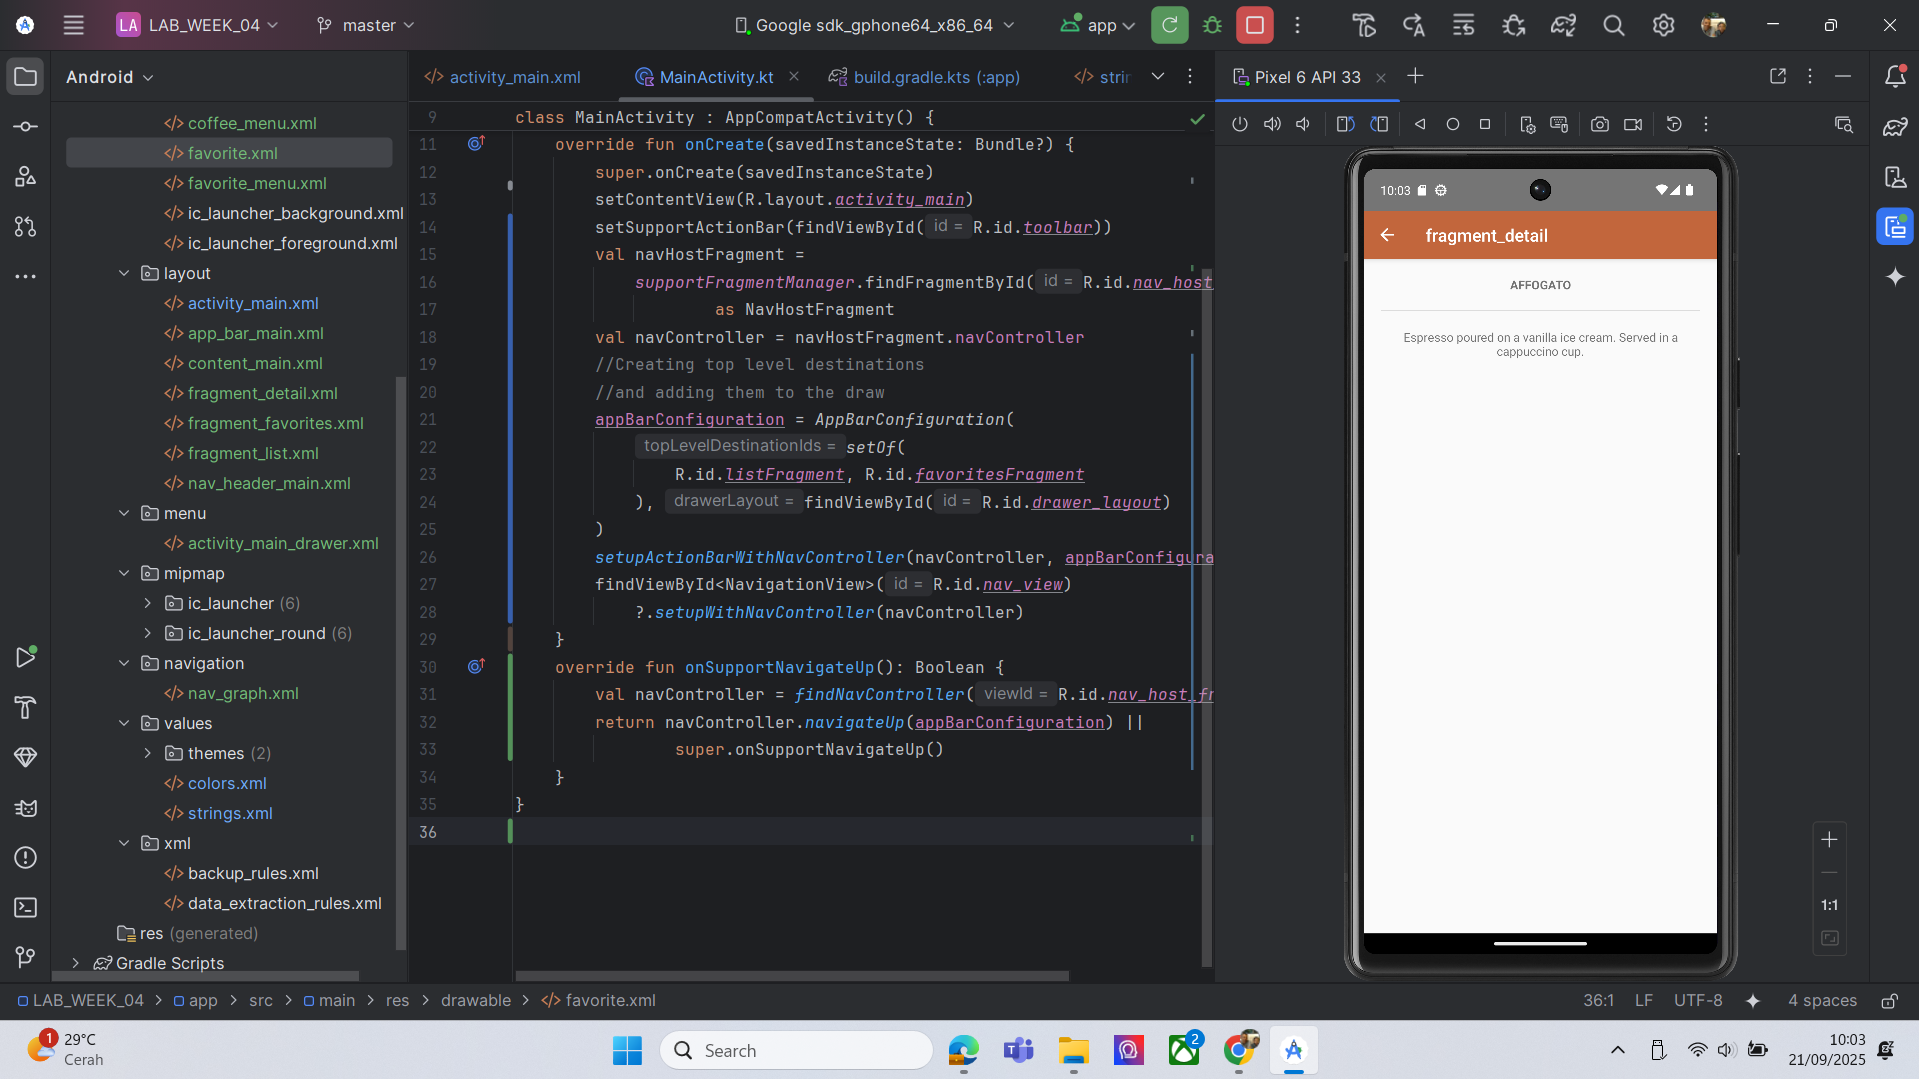 LA LAB_WEEK_04 master Google sdk_gphone64_x86_64 app
Android
coffee_menu.xml
favorite.xml
favorite_menu.xml
ic_launcher_background.xml
ic_launcher_foreground.xml
layout
activity_main.xml
app_bar_main.xml
content_main.xml
fragment_detail.xml
fragment_favorites.xml
fragment_list.xml
nav_header_main.xml
menu
activity_main_drawer.xml
mipmap
ic_launcher (6)
ic_launcher_round (6)
navigation
nav_graph.xml
values
themes (2)
colors.xml
strings.xml
xml
backup_rules.xml
data_extraction_rules.xml
res (generated)
Gradle Scripts
activity_main.xml MainActivity.kt build.gradle.kts (:app) strin
9 class MainActivity : AppCompatActivity() {
11 override fun onCreate(savedInstanceState: Bundle?) {
12 super.onCreate(savedInstanceState)
13 setContentView(R.layout.activity_main)
14 setSupportActionBar(findViewById( id = R.id.toolbar))
15 val navHostFragment =
16 supportFragmentManager.findFragmentById( id = R.id.nav_host
17 as NavHostFragment
18 val navController = navHostFragment.navController
19 //Creating top level destinations
20 //and adding them to the draw
21 appBarConfiguration = AppBarConfiguration(
22 topLevelDestinationIds = setOf(
23 R.id.listFragment, R.id.favoritesFragment
24 ), drawerLayout = findViewById( id = R.id.drawer_layout)
25 )
26 setupActionBarWithNavController(navController, appBarConfigura
27 findViewById<NavigationView>( id = R.id.nav_view)
28 ?.setupWithNavController(navController)
29 }
30 override fun onSupportNavigateUp(): Boolean {
31 val navController = findNavController( viewId = R.id.nav_host_fr
32 return navController.navigateUp(appBarConfiguration) ||
33 super.onSupportNavigateUp()
34 }
35 }
36
Pixel 6 API 33
10:03
fragment_detail
AFFOGATO
Espresso poured on a vanilla ice cream. Served in a
cappuccino cup.
1:1
LAB_WEEK_04 > app > src > main > res > drawable > favorite.xml
36:1 LF UTF-8 4 spaces
1 29°C
Cerah
Search
2
10:03
21/09/2025